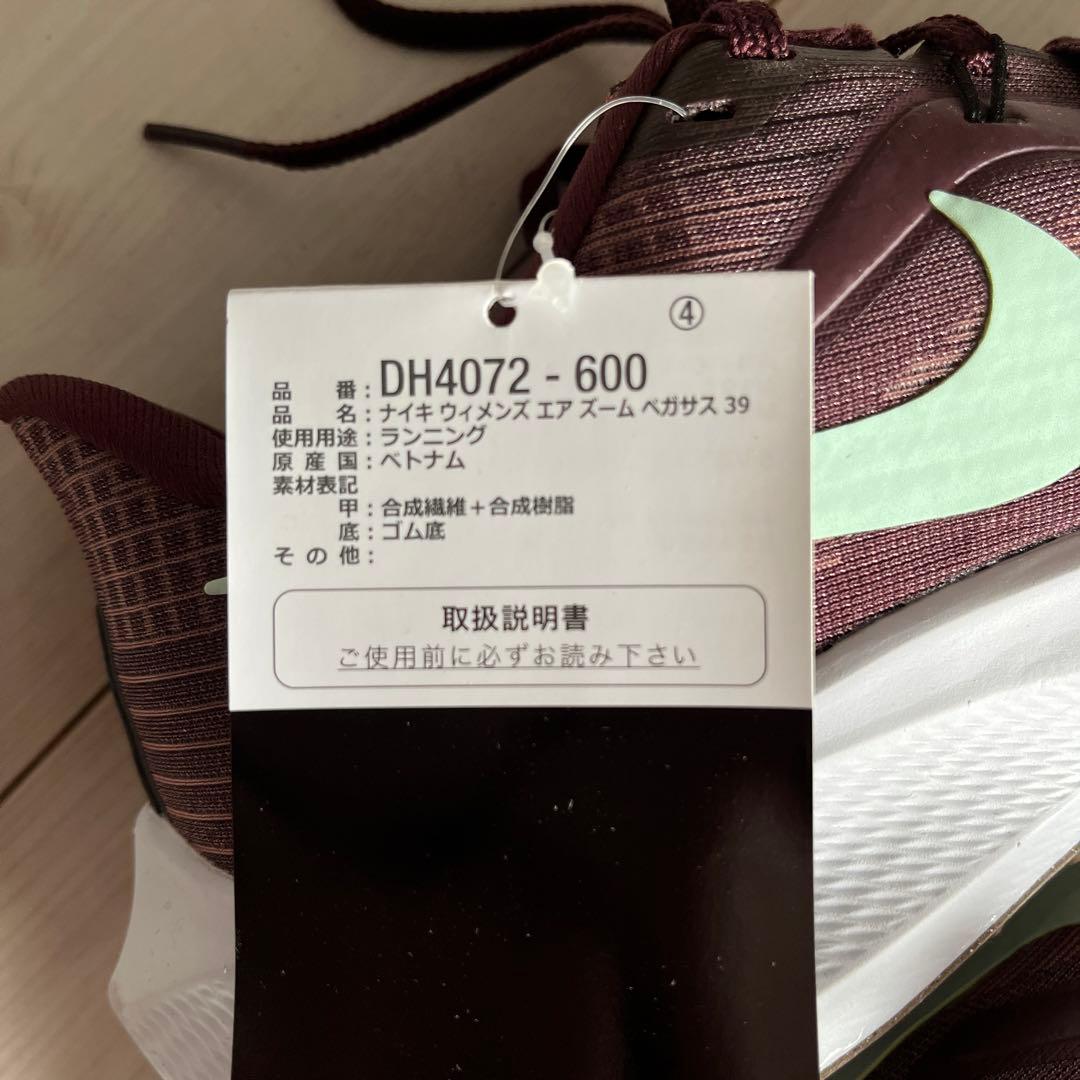 ④
品番:DH4072-600
品名:ナイキ ウィメンズ エア ズーム ペガサス 39
使用用途:ランニング
原産国:ベトナム
素材表記
甲:合成繊維+合成樹脂
底:ゴム底
その他:
取扱説明書
ご使用前に必ずお読み下さい